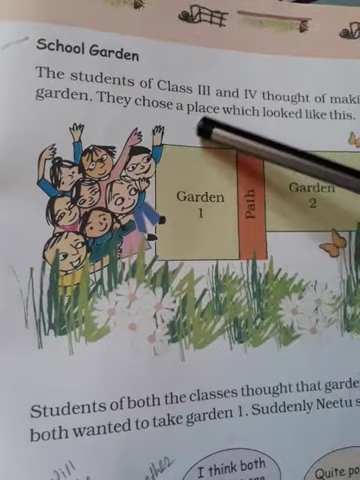 School Garden
The students of Class III and IV thought of maki
garden. They chose a place which looked like this.
Garden
1
Path
Garden
2
Students of both the classes thought that garde
both wanted to take garden 1. Suddenly Neetu s
I think both
Quite po